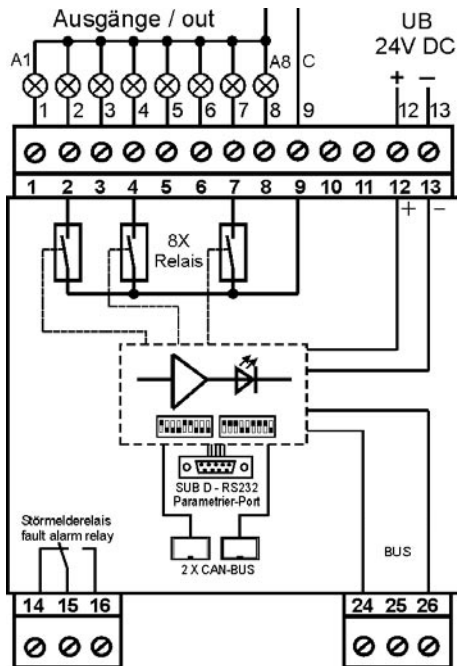 Ausgänge / out
UB
24V DC
A1
A8
C
+ −
1 2 3 4 5 6 7 8 9 12 13
1 2 3 4 5 6 7 8 9 10 11 12 13
+ −
8X
Relais
SUB D - RS232
Parametrier-Port
Störmelderelais
fault alarm relay
2 X CAN-BUS
BUS
14 15 16
24 25 26